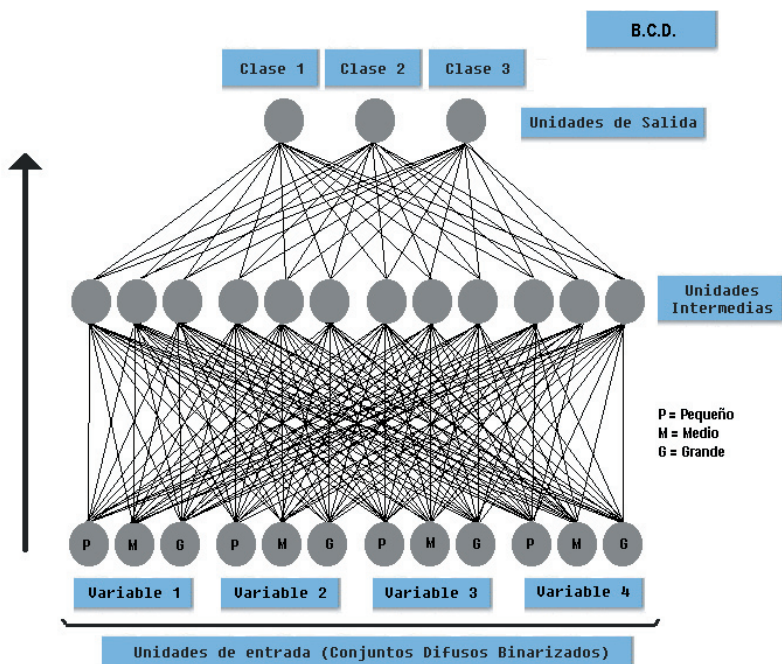 B.C.D.
Clase 1 Clase 2 Clase 3
Unidades de Salida
Unidades
Intermedias
P = Pequeño
M = Medio
G = Grande
P M G P M G P M G P M G
Variable 1 Variable 2 Variable 3 Variable 4
Unidades de entrada (Conjuntos Difusos Binarizados)